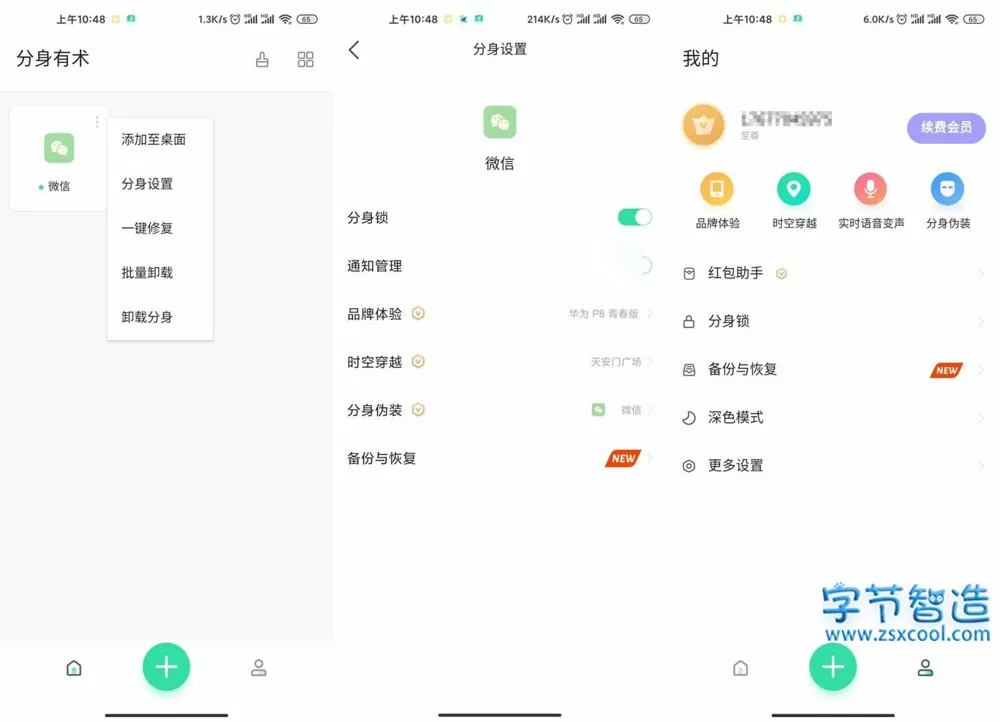 上午10:48
1.3K/s
65
分身有术
微信
添加至桌面
分身设置
一键修复
批量卸载
卸载分身
上午10:48
214K/s
65
分身设置
微信
分身锁
通知管理
品牌体验
华为 P8 青春版
时空穿越
天安门广场
分身伪装
微信
备份与恢复
NEW
上午10:48
6.0K/s
65
我的
至尊
续费会员
品牌体验 时空穿越 实时语音变声 分身伪装
红包助手
分身锁
备份与恢复
NEW
深色模式
更多设置
字节智造
www.zsxcool.com